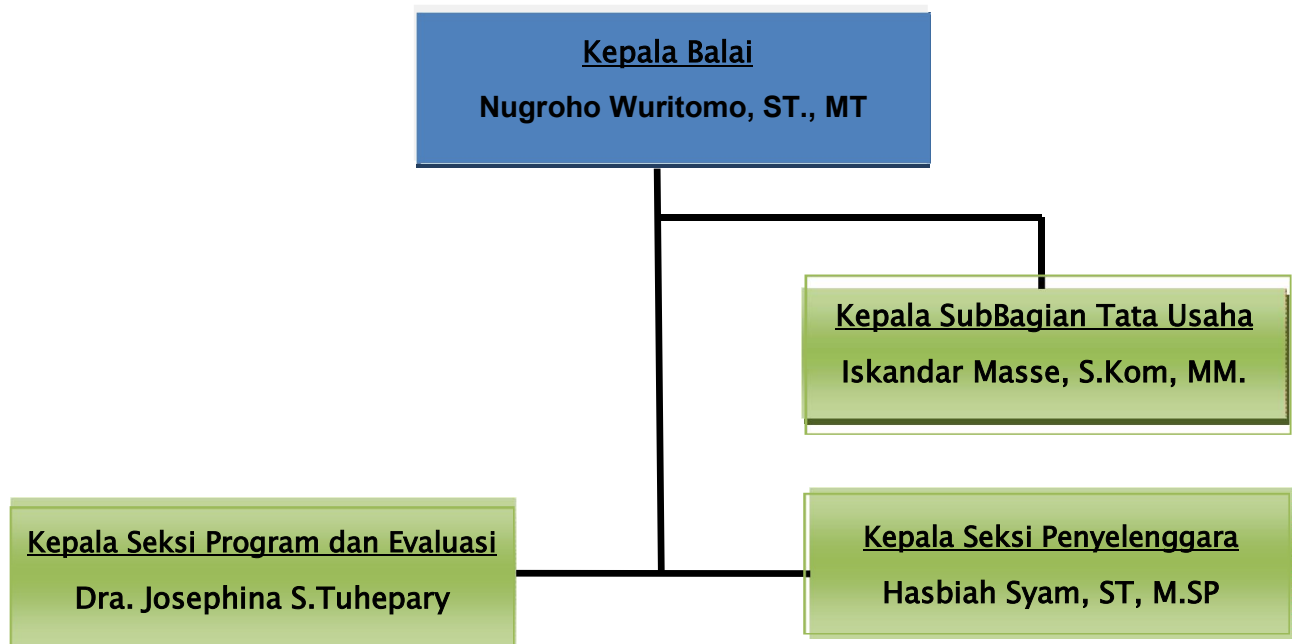 Kepala Balai
Nugroho Wuritomo, ST., MT
Kepala SubBagian Tata Usaha
Iskandar Masse, S.Kom, MM.
Kepala Seksi Program dan Evaluasi
Dra. Josephina S.Tuhepary
Kepala Seksi Penyelenggara
Hasbiah Syam, ST, M.SP